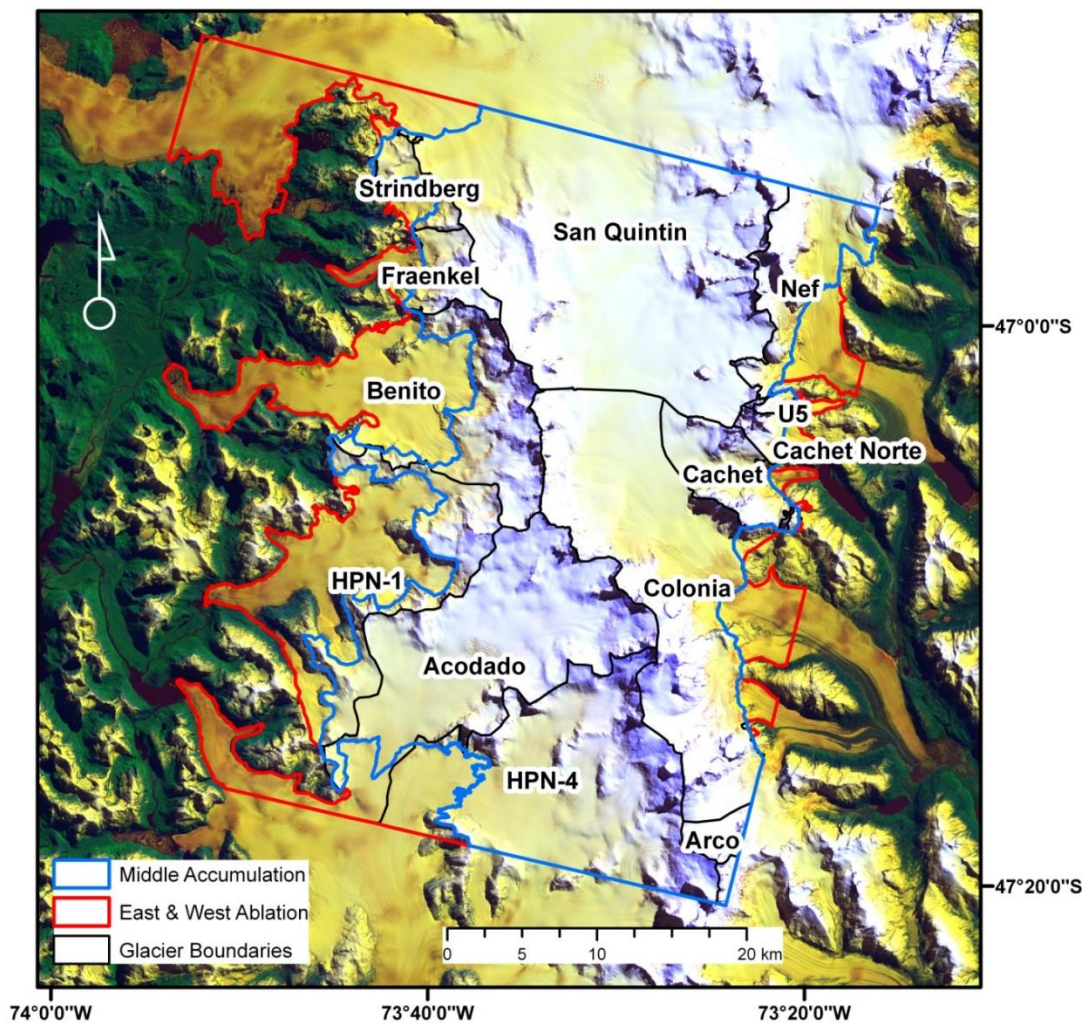 Strindberg
San Quintin
Fraenkel
Nef
47°0'0"S
Benito
U5
Cachet Norte
Cachet
HPN-1
Colonia
Acodado
HPN-4
Arco
Middle Accumulation
East & West Ablation
Glacier Boundaries
47°20'0"S
0 5 10 20 km
74°0'0"W 73°40'0"W 73°20'0"W